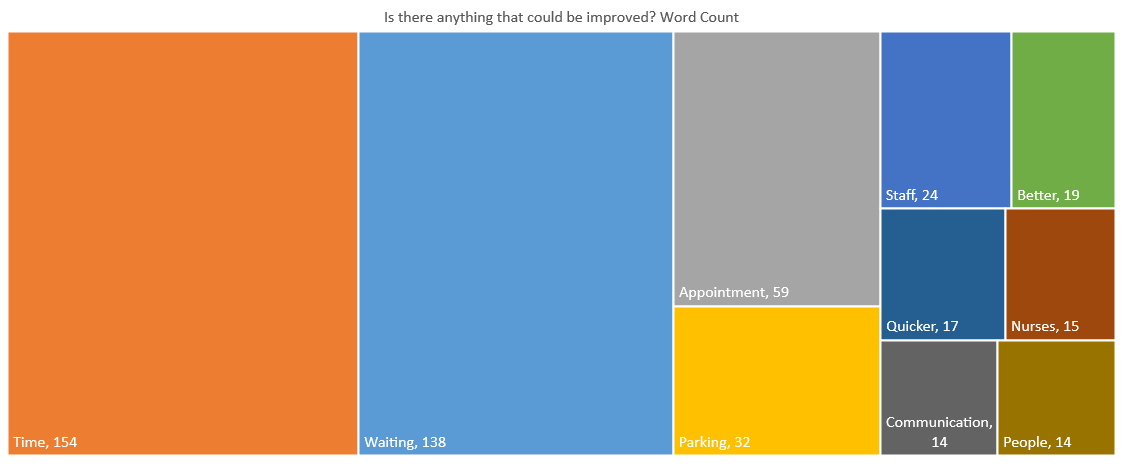 Is there anything that could be improved? Word Count
Time, 154
Waiting, 138
Appointment, 59
Parking, 32
Staff, 24
Better, 19
Quicker, 17
Nurses, 15
Communication,
14
People, 14